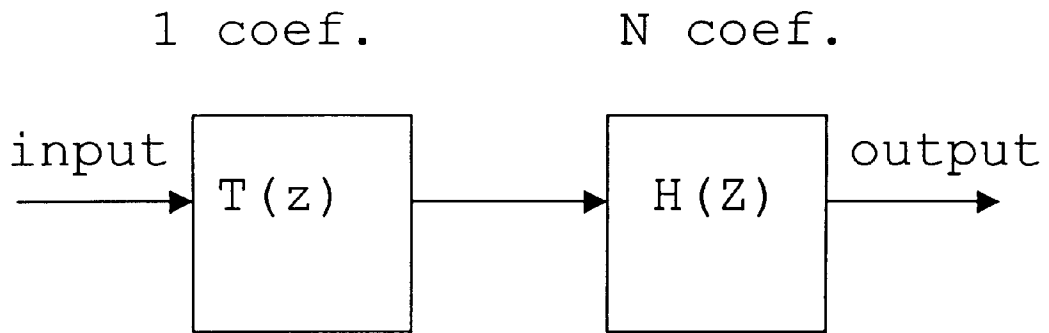 1 coef.
N coef.
input
T(z)
H(Z)
output